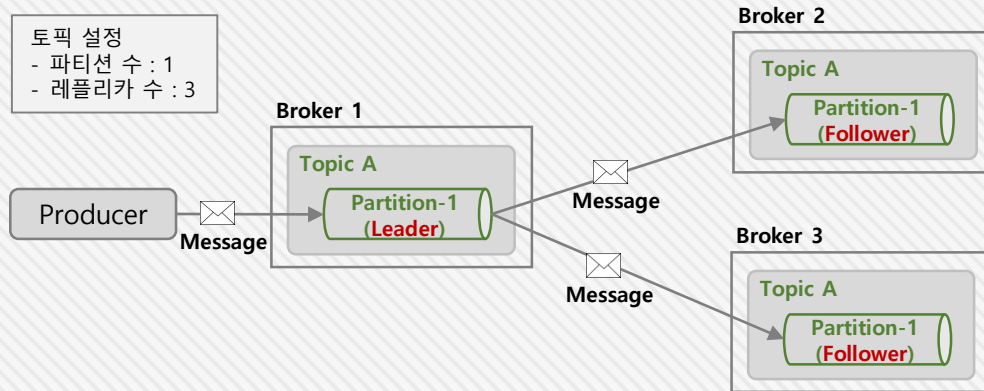 토픽 설정
- 파티션 수 : 1
- 레플리카 수 : 3
Broker 1
Topic A
Partition-1
(Leader)
Producer
Message
Message
Message
Broker 2
Topic A
Partition-1
(Follower)
Broker 3
Topic A
Partition-1
(Follower)